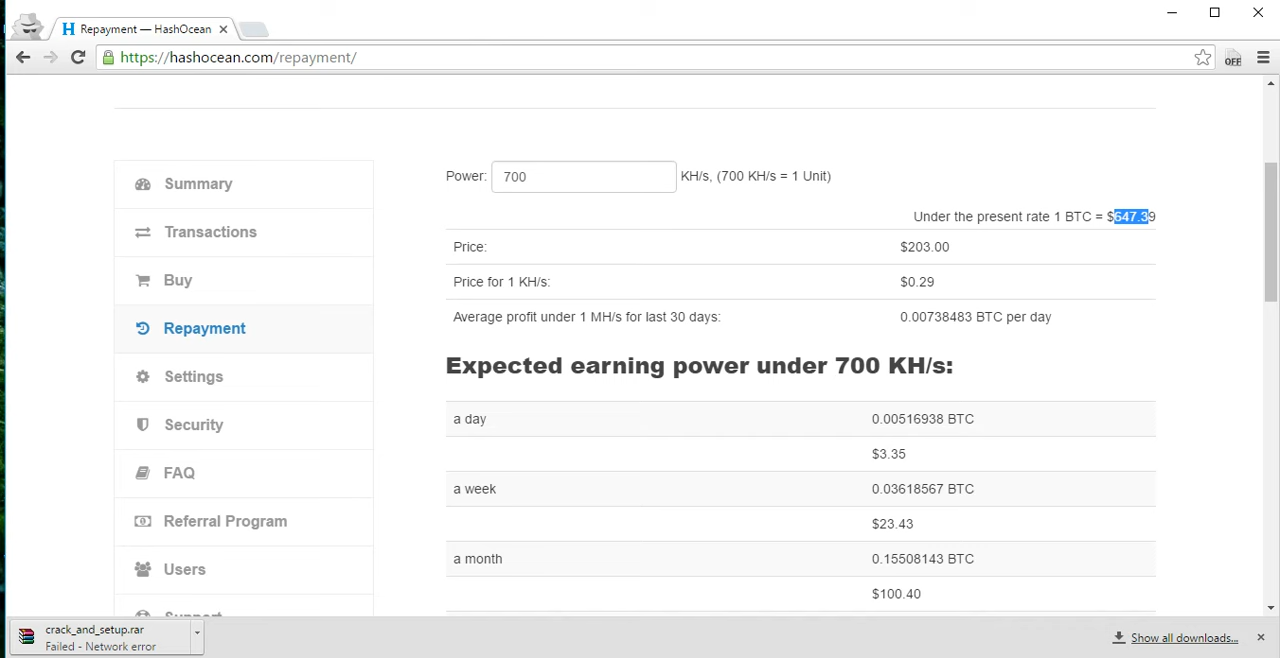 Repayment — HashOcean
https://hashocean.com/repayment/
OFF
Summary
Transactions
Buy
Repayment
Settings
Security
FAQ
Referral Program
Users
Support
Power: 700 KH/s, (700 KH/s = 1 Unit)
Under the present rate 1 BTC = $647.39
Price: $203.00
Price for 1 KH/s: $0.29
Average profit under 1 MH/s for last 30 days: 0.00738483 BTC per day
Expected earning power under 700 KH/s:
a day 0.00516938 BTC
$3.35
a week 0.03618567 BTC
$23.43
a month 0.15508143 BTC
$100.40
crack_and_setup.rar
Failed - Network error
Show all downloads...